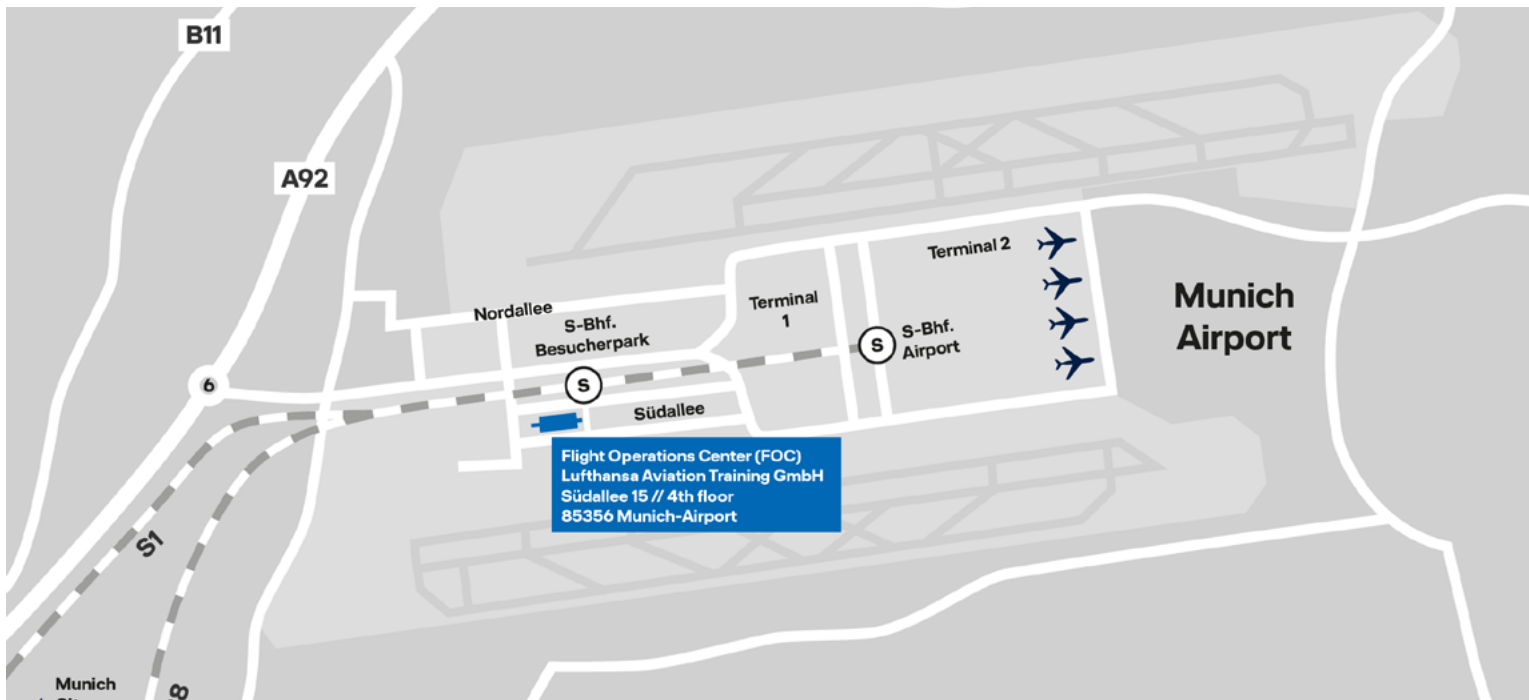 B11
A92
Terminal 2
Munich
Airport
Terminal
1
Nordallee
S-Bhf.
Besucherpark
S
S-Bhf.
Airport
6
S
Südallee
Flight Operations Center (FOC)
Lufthansa Aviation Training GmbH
Südallee 15 // 4th floor
85356 Munich-Airport
S1
Munich
8